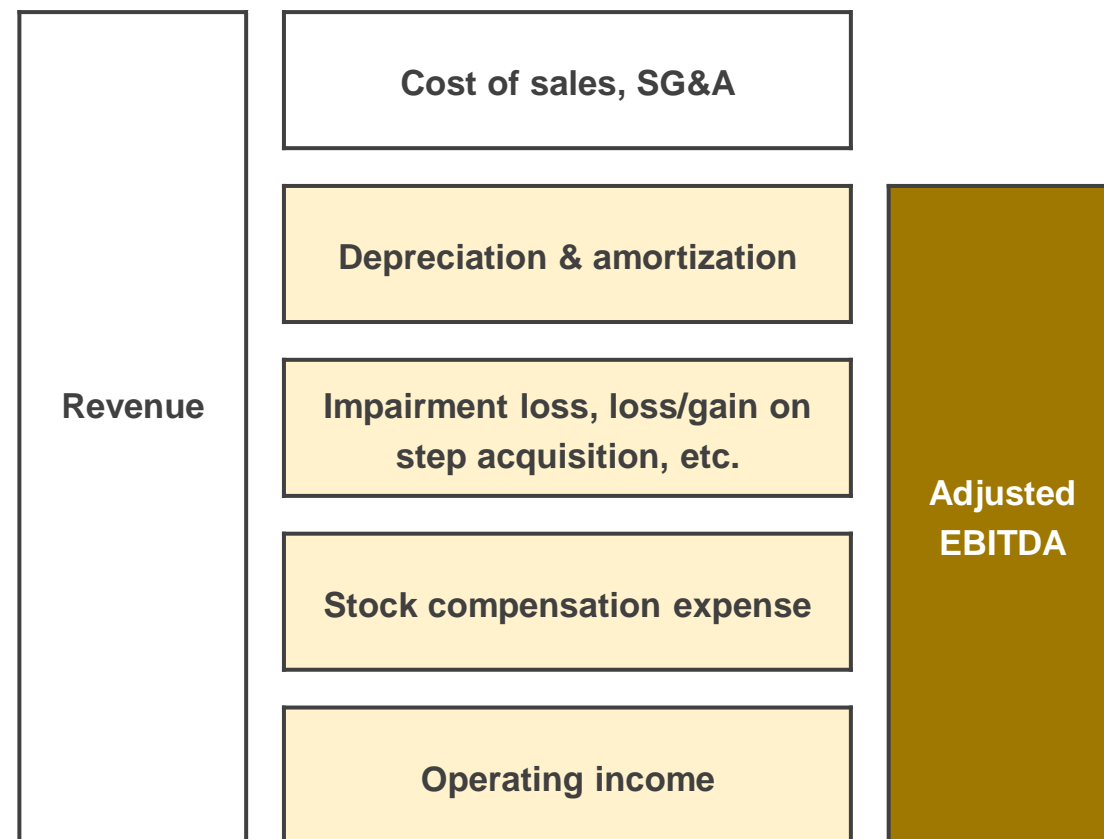 Cost of sales, SG&A
Depreciation & amortization
Revenue
Impairment loss, loss/gain on
step acquisition, etc.
Adjusted
EBITDA
Stock compensation expense
Operating income